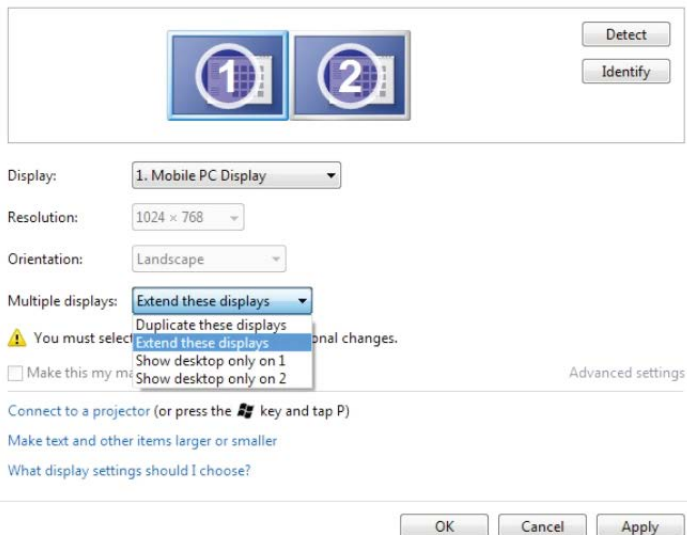 1 2
Detect
Identify
Display: 1. Mobile PC Display
Resolution: 1024 × 768
Orientation: Landscape
Multiple displays: Extend these displays
Duplicate these displays
Extend these displays
Show desktop only on 1
Show desktop only on 2
You must select onal changes.
Make this my ma Advanced settings
Connect to a projector (or press the key and tap P)
Make text and other items larger or smaller
What display settings should I choose?
OK Cancel Apply